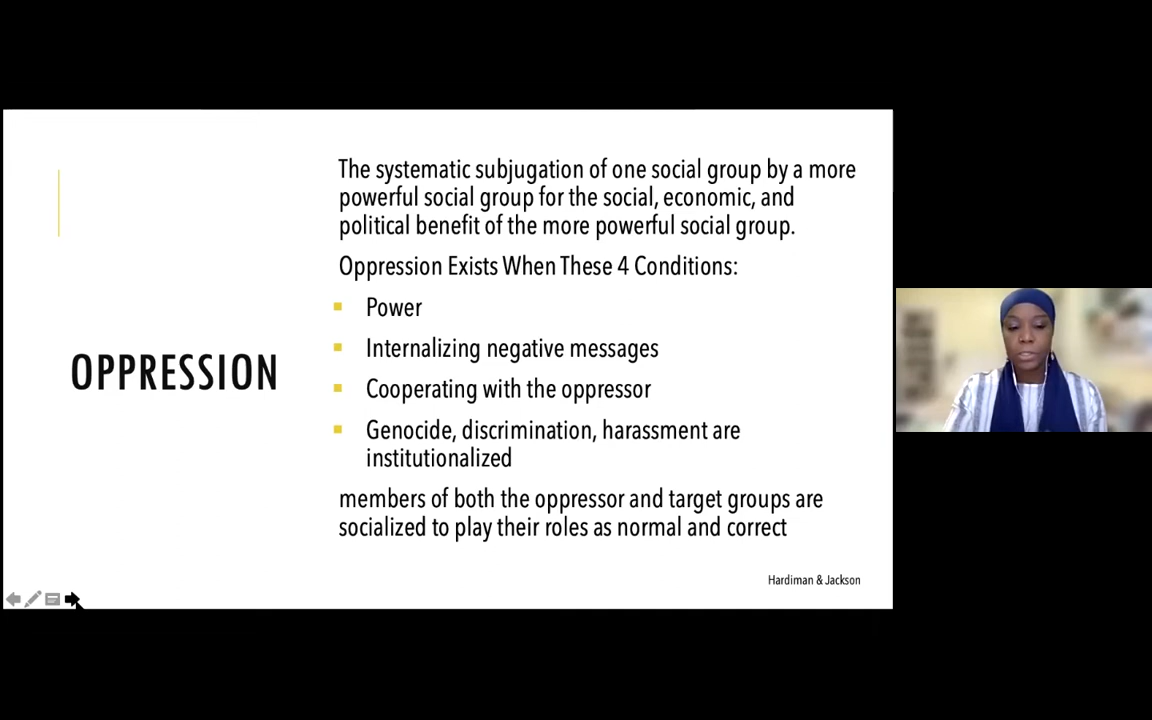 OPPRESSION
The systematic subjugation of one social group by a more
powerful social group for the social, economic, and
political benefit of the more powerful social group.
Oppression Exists When These 4 Conditions:
Power
Internalizing negative messages
Cooperating with the oppressor
Genocide, discrimination, harassment are
institutionalized
members of both the oppressor and target groups are
socialized to play their roles as normal and correct
Hardiman & Jackson